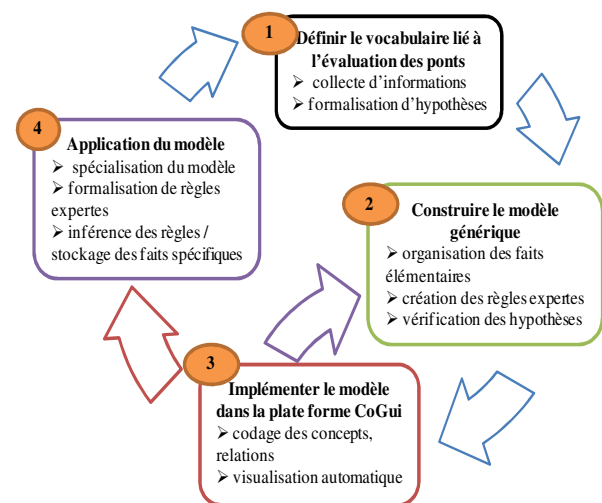 1
Définir le vocabulaire lié à
l'évaluation des ponts
➢ collecte d'informations
➢ formalisation d'hypothèses
2
Construire le modèle
générique
➢ organisation des faits
élémentaires
➢ création des règles expertes
➢ vérification des hypothèses
3
Implémenter le modèle
dans la plate forme CoGui
➢ codage des concepts,
relations
➢ visualisation automatique
4
Application du modèle
➢ spécialisation du modèle
➢ formalisation de règles
expertes
➢ inférence des règles /
stockage des faits spécifiques